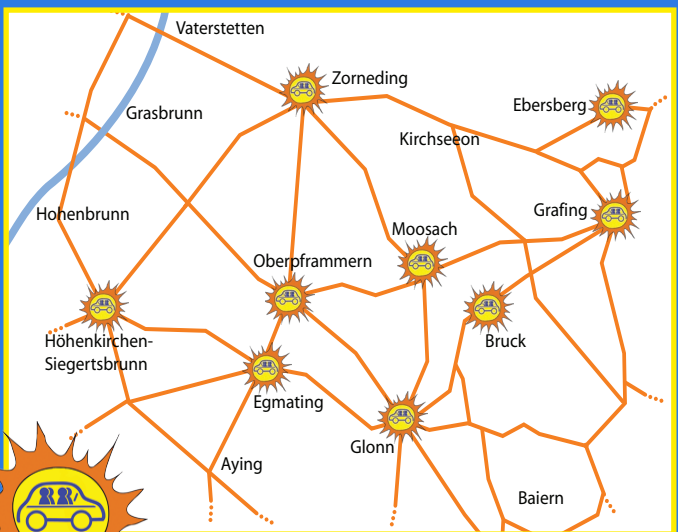 Vaterstetten
Zorneding
Ebersberg
Grasbrunn
Kirchseeon
Hohenbrunn
Grafing
Moosach
Oberpframmern
Höhenkirchen-
Siegertsbrunn
Bruck
Egmating
Glonn
Aying
Baiern